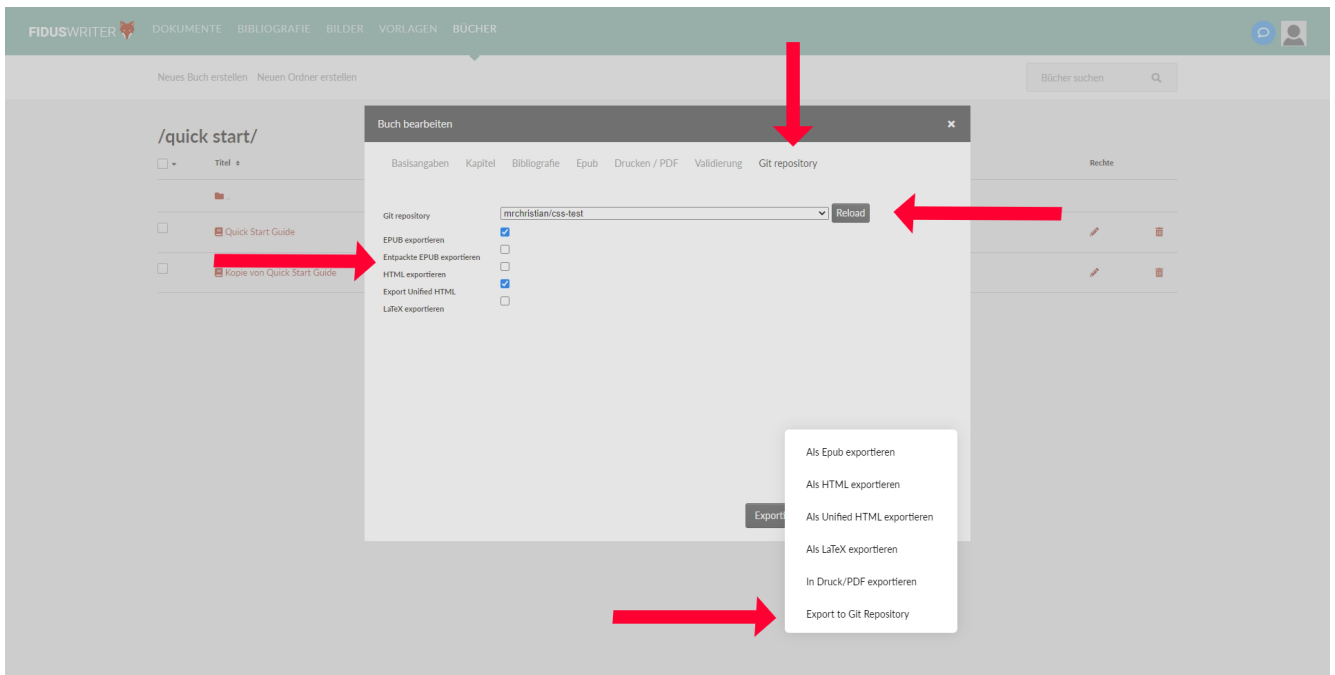 FIDUSWRITER DOKUMENTE BIBLIOGRAFIE BILDER VORLAGEN BÜCHER
Neues Buch erstellen Neuen Ordner erstellen
Bücher suchen
/quick start/
Titel
Rechte
..
Quick Start Guide
Kopie von Quick Start Guide
Buch bearbeiten
Basisangaben Kapitel Bibliografie Epub Drucken / PDF Validierung Git repository
Git repository mrchristian/css-test Reload
EPUB exportieren
Entpackte EPUB exportieren
HTML exportieren
Export Unified HTML
LaTeX exportieren
Als Epub exportieren
Als HTML exportieren
Als Unified HTML exportieren
Als LaTeX exportieren
In Druck/PDF exportieren
Export to Git Repository